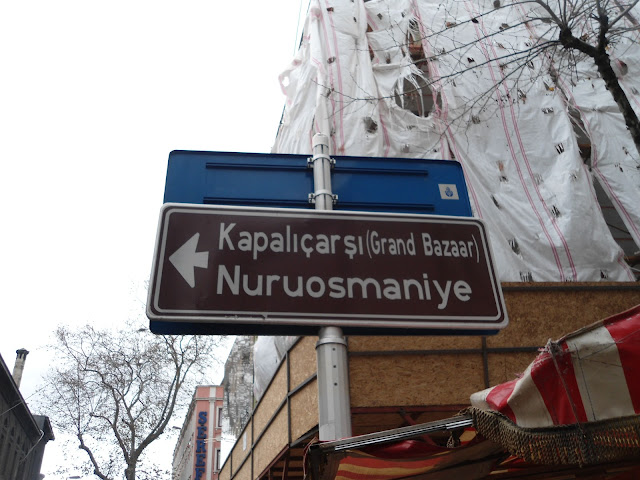 Kapalıçarşı (Grand Bazaar)
Nuruosmaniye